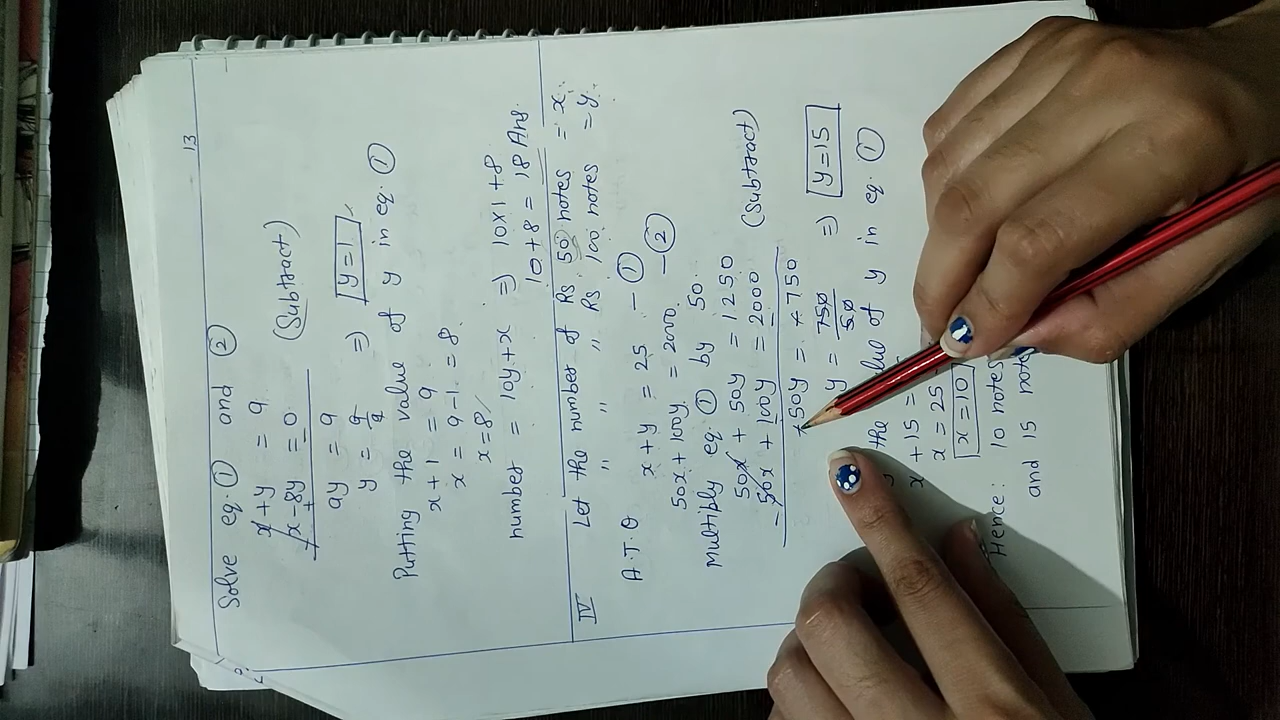 13
Solve eq. ① and ②
x + y = 9
x - 8y = 0 (Subtract)
- + -
9y = 9
y = 9/9 => y = 1
Putting the value of y in eq. ①
x + 1 = 9
x = 9 - 1 = 8
x = 8
number = 10y + x => 10 x 1 + 8
10 + 8 = 18 Ans.
IV Let the number of Rs 50 notes = x
" " " Rs 100 notes = y
A.T.Q
x + y = 25 - ①
50x + 100y = 2000 - ②
Multiply eq. ① by 50.
50x + 50y = 1250
- 50x + 100y = 2000 (Subtract)
+ 50y = + 750
y = 750/50 => y = 15
the value of y in eq. ①
x + 15 =
x = 25
x = 10
Hence: 10 notes
and 15 notes